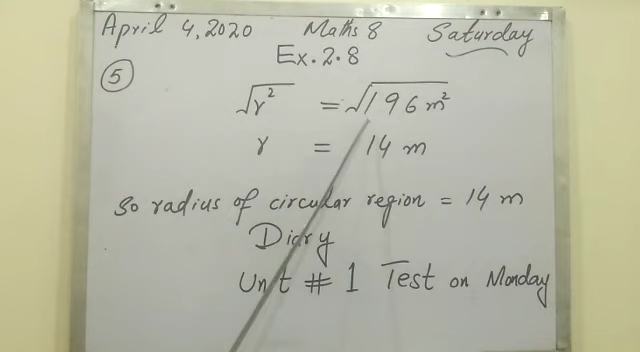 April 4, 2020 Maths 8 Saturday
Ex. 2.8
5
√r² = √196 m²
r = 14 m
So radius of circular region = 14 m
Diary
Unit # 1 Test on Monday